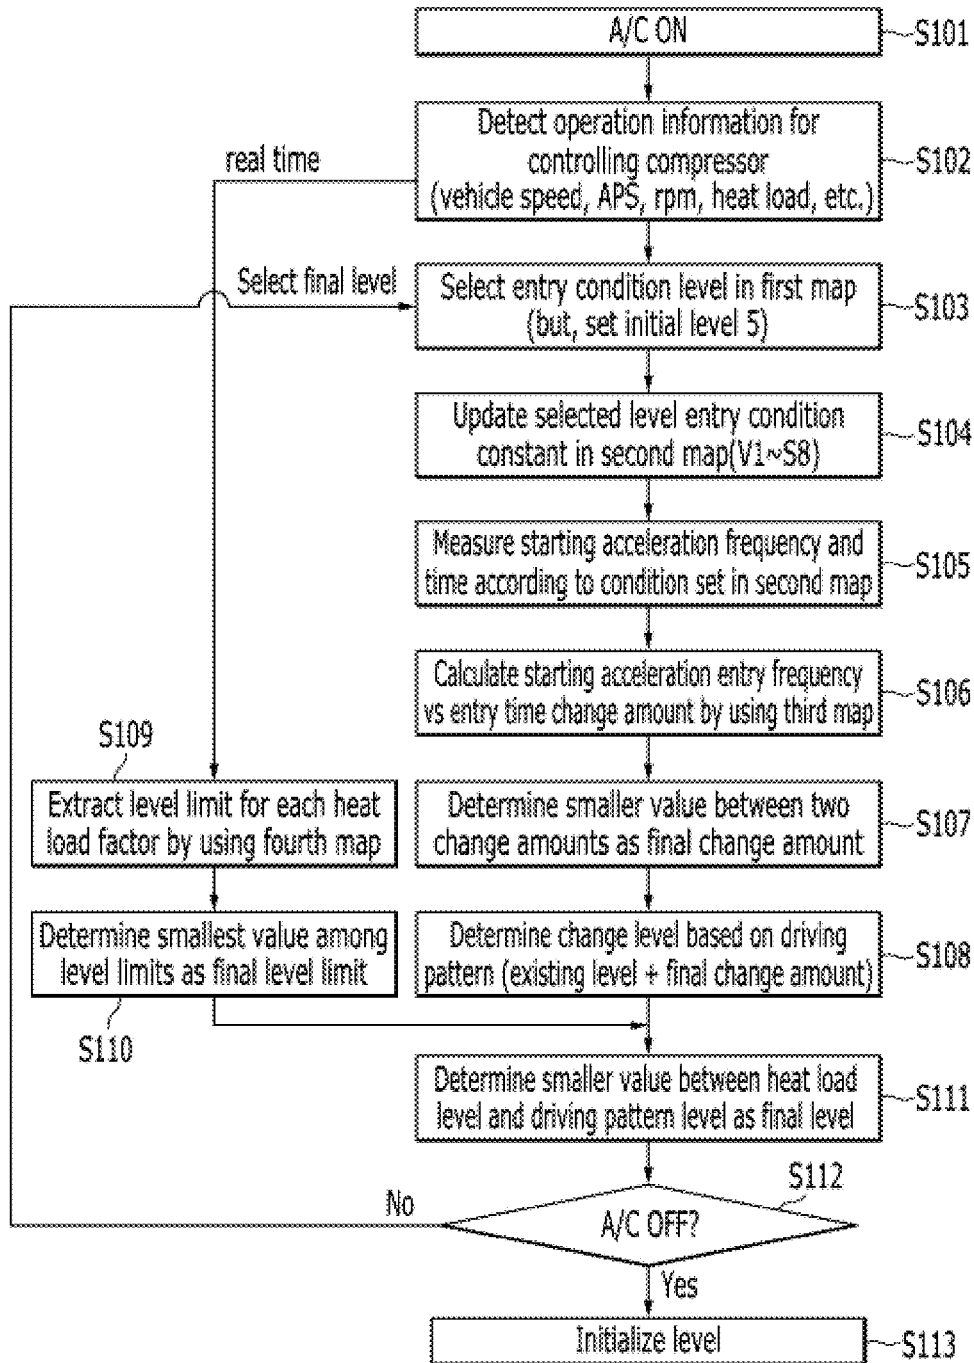 A/C ON
S101
Detect operation information for
controlling compressor
(vehicle speed, APS, rpm, heat load, etc.)
S102
real time
Select final level
Select entry condition level in first map
(but, set initial level 5)
S103
Update selected level entry condition
constant in second map(V1~S8)
S104
Measure starting acceleration frequency and
time according to condition set in second map
S105
Calculate starting acceleration entry frequency
vs entry time change amount by using third map
S106
S109
Extract level limit for each heat
load factor by using fourth map
Determine smaller value between two
change amounts as final change amount
S107
Determine smallest value among
level limits as final level limit
S110
Determine change level based on driving
pattern (existing level + final change amount)
S108
Determine smaller value between heat load
level and driving pattern level as final level
S111
S112
No
A/C OFF?
Yes
Initialize level
S113